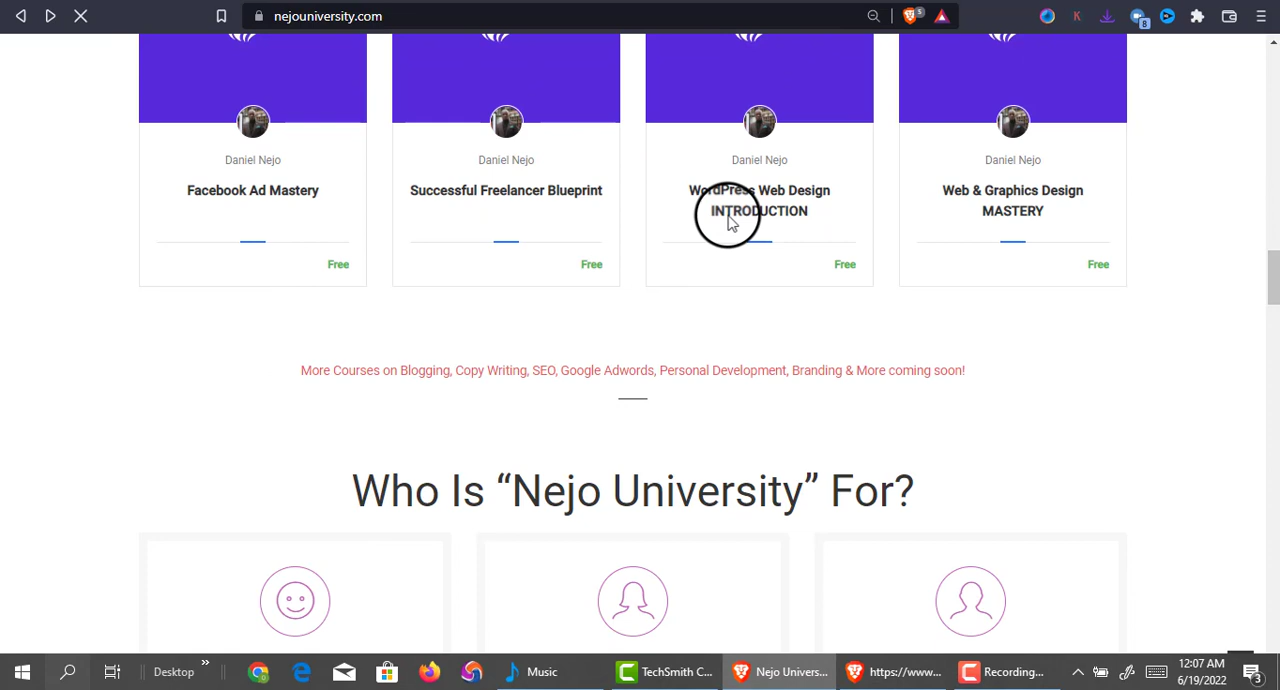 nejouniversity.com
5
K
8
Daniel Nejo
Facebook Ad Mastery
Free
Daniel Nejo
Successful Freelancer Blueprint
Free
Daniel Nejo
WordPress Web Design
INTRODUCTION
Free
Daniel Nejo
Web & Graphics Design
MASTERY
Free
More Courses on Blogging, Copy Writing, SEO, Google Adwords, Personal Development, Branding & More coming soon!
Who Is “Nejo University” For?
Desktop
Music
TechSmith C...
Nejo Univers...
https://www...
Recording...
12:07 AM
6/19/2022
3